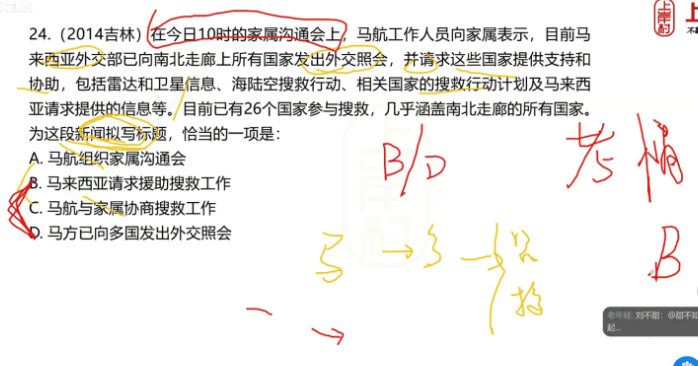 24.（2014吉林）在今日10时的家属沟通会上，马航工作人员向家属表示，目前马
来西亚外交部已向南北走廊上所有国家发出外交照会，并请求这些国家提供支持和
协助，包括雷达和卫星信息、海陆空搜救行动、相关国家的搜救行动计划及马来西
亚请求提供的信息等。目前已有26个国家参与搜救，几乎涵盖南北走廊的所有国家。
为这段新闻拟写标题，恰当的一项是：
A. 马航组织家属沟通会
B. 马来西亚请求援助搜救工作
C. 马航与家属协商搜救工作
D. 马方已向多国发出外交照会
B/D
考情
马 → 多
B
上岸村
老年蛙 刘不甜：@甜不如
起...